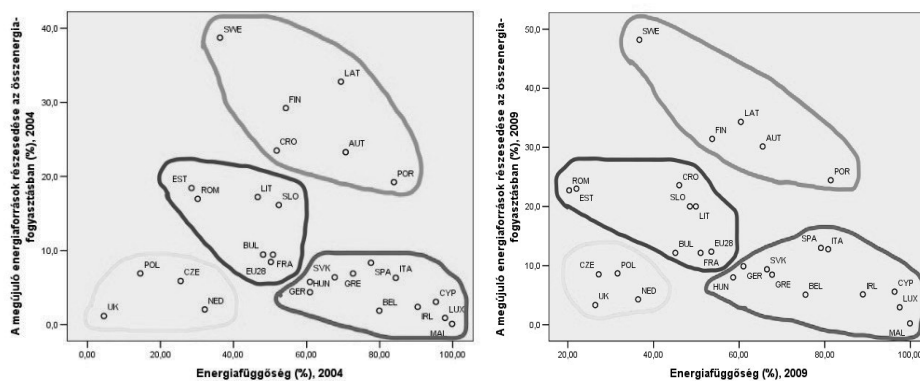 A megújuló energiaforrások részesedése az összenergia-
fogyasztásban (%), 2004
40,0
30,0
20,0
10,0
0,0
SWE
LAT
FIN
CRO
AUT
POR
EST
ROM
LIT
SLO
BUL
EU28
FRA
POL
CZE
UK
NED
SVK
HUN
GER
GRE
SPA
ITA
BEL
CYP
IRL
LUX
MAL
0,00 20,00 40,00 60,00 80,00 100,00
Energiafüggőség (%), 2004
A megújuló energiaforrások részesedése az összenergia-
fogyasztásban (%), 2009
50,0
40,0
30,0
20,0
10,0
0,0
SWE
LAT
FIN
AUT
POR
ROM
EST
CRO
SLO
LIT
BUL
EU28
FRA
CZE
POL
UK
NED
SPA
ITA
SVK
GER
HUN
GRE
BEL
IRL
CYP
LUX
MAL
20,00 40,00 60,00 80,00 100,00
Energiafüggőség (%), 2009